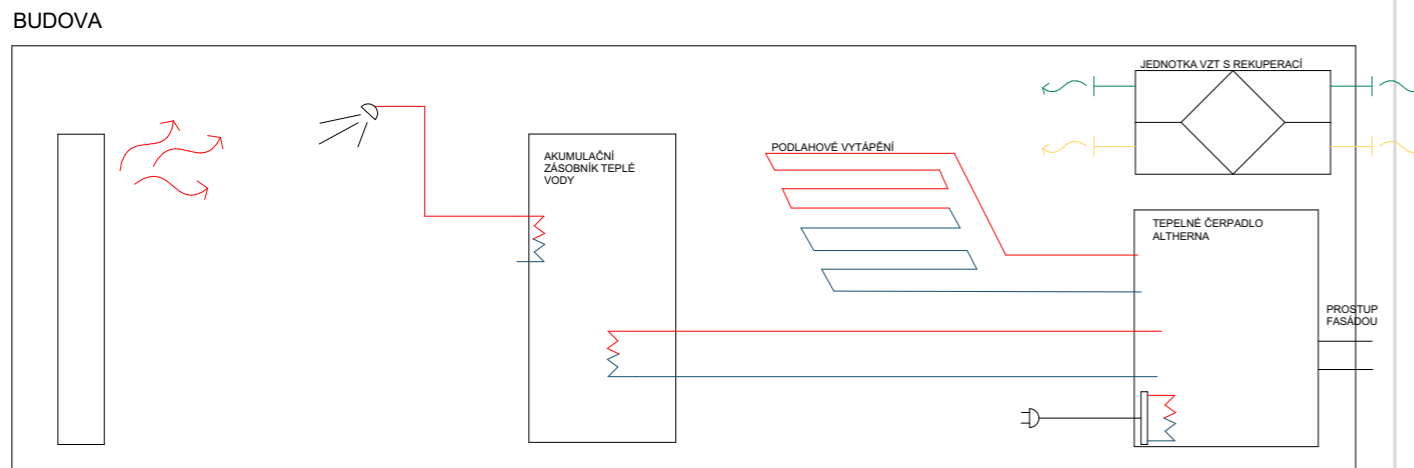 BUDOVA
JEDNOTKA VZT S REKUPERACÍ
PODLAHOVÉ VYTÁPĚNÍ
AKUMULAČNÍ
ZÁSOBNÍK TEPLÉ
VODY
TEPELNÉ ČERPADLO
ALTHERNA
PROSTUP
FASÁDOU